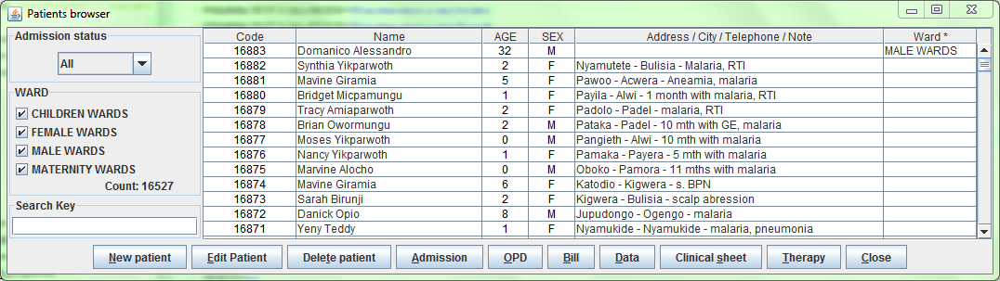 Patients browser
Admission status
All
WARD
CHILDREN WARDS
FEMALE WARDS
MALE WARDS
MATERNITY WARDS
Count: 16527
Search Key
Code Name AGE SEX Address / City / Telephone / Note Ward *
16883 Domanico Alessandro 32 M MALE WARDS
16882 Synthia Yikparwoth 2 F Nyamutete - Bulisia - Malaria, RTI
16881 Mavine Giramia 5 F Pawoo - Acwera - Aneamia, malaria
16880 Bridget Micpamungu 1 F Payila - Alwi - 1 month with malaria, RTI
16879 Tracy Amiaparwoth 2 F Padolo - Padel - malaria, RTI
16878 Brian Owormungu 2 M Pataka - Padel - 10 mth with GE, malaria
16877 Moses Yikparwoth 0 M Pangieth - Alwi - 10 mth with malaria
16876 Nancy Yikparwoth 1 F Pamaka - Payera - 5 mth with malaria
16875 Marvine Alocho 0 M Oboko - Pamora - 11 mths with malaria
16874 Mavine Giramia 6 F Katodio - Kigwera - s. BPN
16873 Sarah Birunji 2 F Kigwera - Bulisia - scalp abression
16872 Danick Opio 8 M Jupudongo - Ogengo - malaria
16871 Yeny Teddy 1 F Nyamukide - Nyamukide - malaria, pneumonia
New patient Edit Patient Delete patient Admission OPD Bill Data Clinical sheet Therapy Close